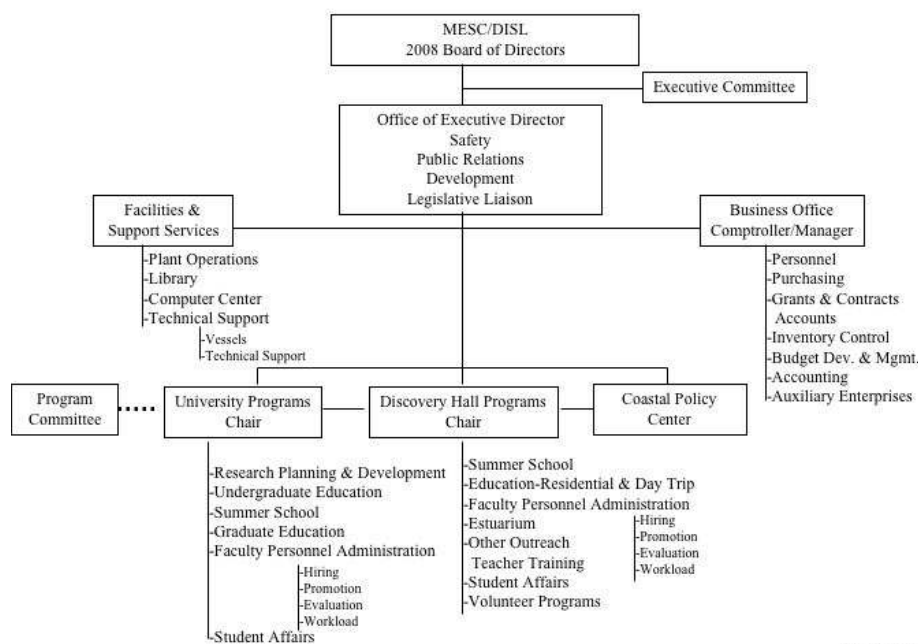 MESC/DISL
2008 Board of Directors
Executive Committee
Office of Executive Director
Safety
Public Relations
Development
Legislative Liaison
Facilities &
Support Services
-Plant Operations
-Library
-Computer Center
-Technical Support
-Vessels
-Technical Support
Business Office
Comptroller/Manager
-Personnel
-Purchasing
-Grants & Contracts
Accounts
-Inventory Control
-Budget Dev. & Mgmt.
-Accounting
-Auxiliary Enterprises
Program
Committee
University Programs
Chair
Discovery Hall Programs
Chair
Coastal Policy
Center
-Research Planning & Development
-Undergraduate Education
-Summer School
-Graduate Education
-Faculty Personnel Administration
-Hiring
-Promotion
-Evaluation
-Workload
-Student Affairs
-Summer School
-Education-Residential & Day Trip
-Faculty Personnel Administration
-Hiring
-Promotion
-Evaluation
-Workload
-Estuarium
-Other Outreach
Teacher Training
-Student Affairs
-Volunteer Programs